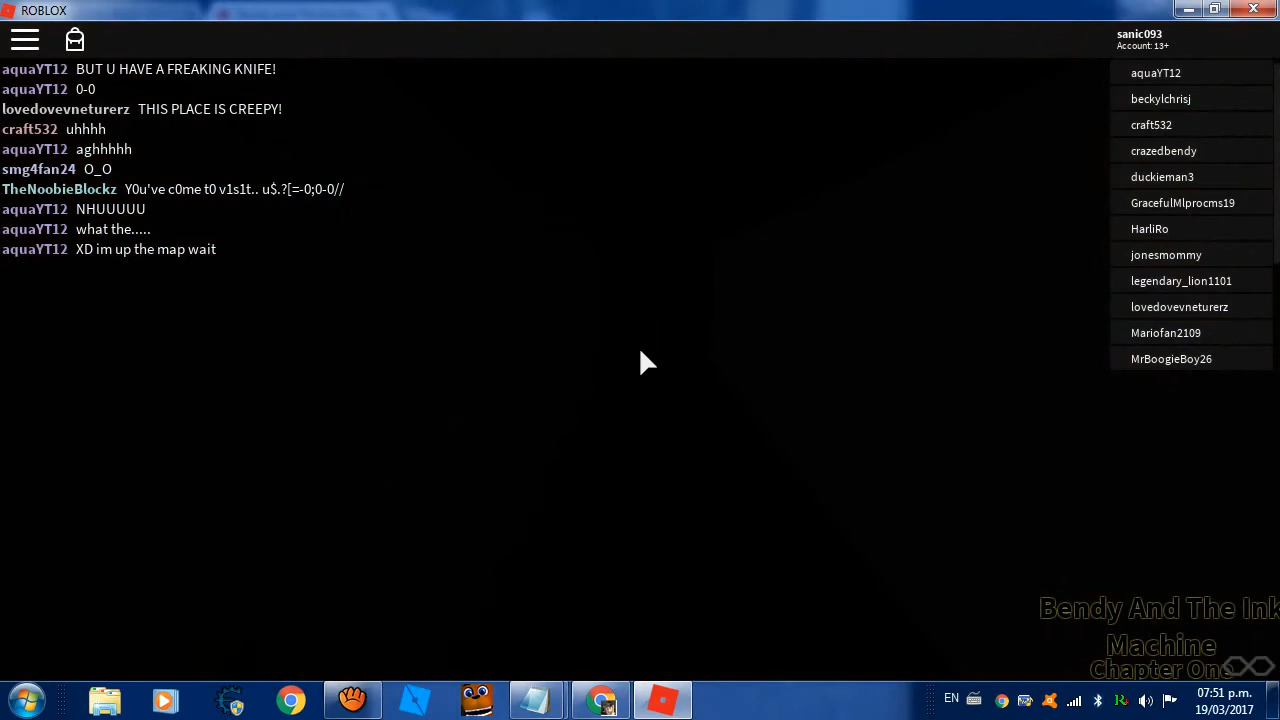 ROBLOX
sanic093
Account: 13+
aquaYT12 BUT U HAVE A FREAKING KNIFE!
aquaYT12 0-0
lovedovevneturerz THIS PLACE IS CREEPY!
craft532 uhhhh
aquaYT12 aghhhhh
smg4fan24 O_O
TheNoobieBlockz Y0u've c0me t0 v1s1t.. u$.?[=-0;0-0//
aquaYT12 NHUUUUU
aquaYT12 what the.....
aquaYT12 XD im up the map wait
aquaYT12
beckylchrisj
craft532
crazedbendy
duckieman3
GracefulMlprocms19
HarliRo
jonesmommy
legendary_lion1101
lovedovevneturerz
Mariofan2109
MrBoogieBoy26
Bendy And The Ink
Machine
Chapter One
EN
07:51 p.m.
19/03/2017